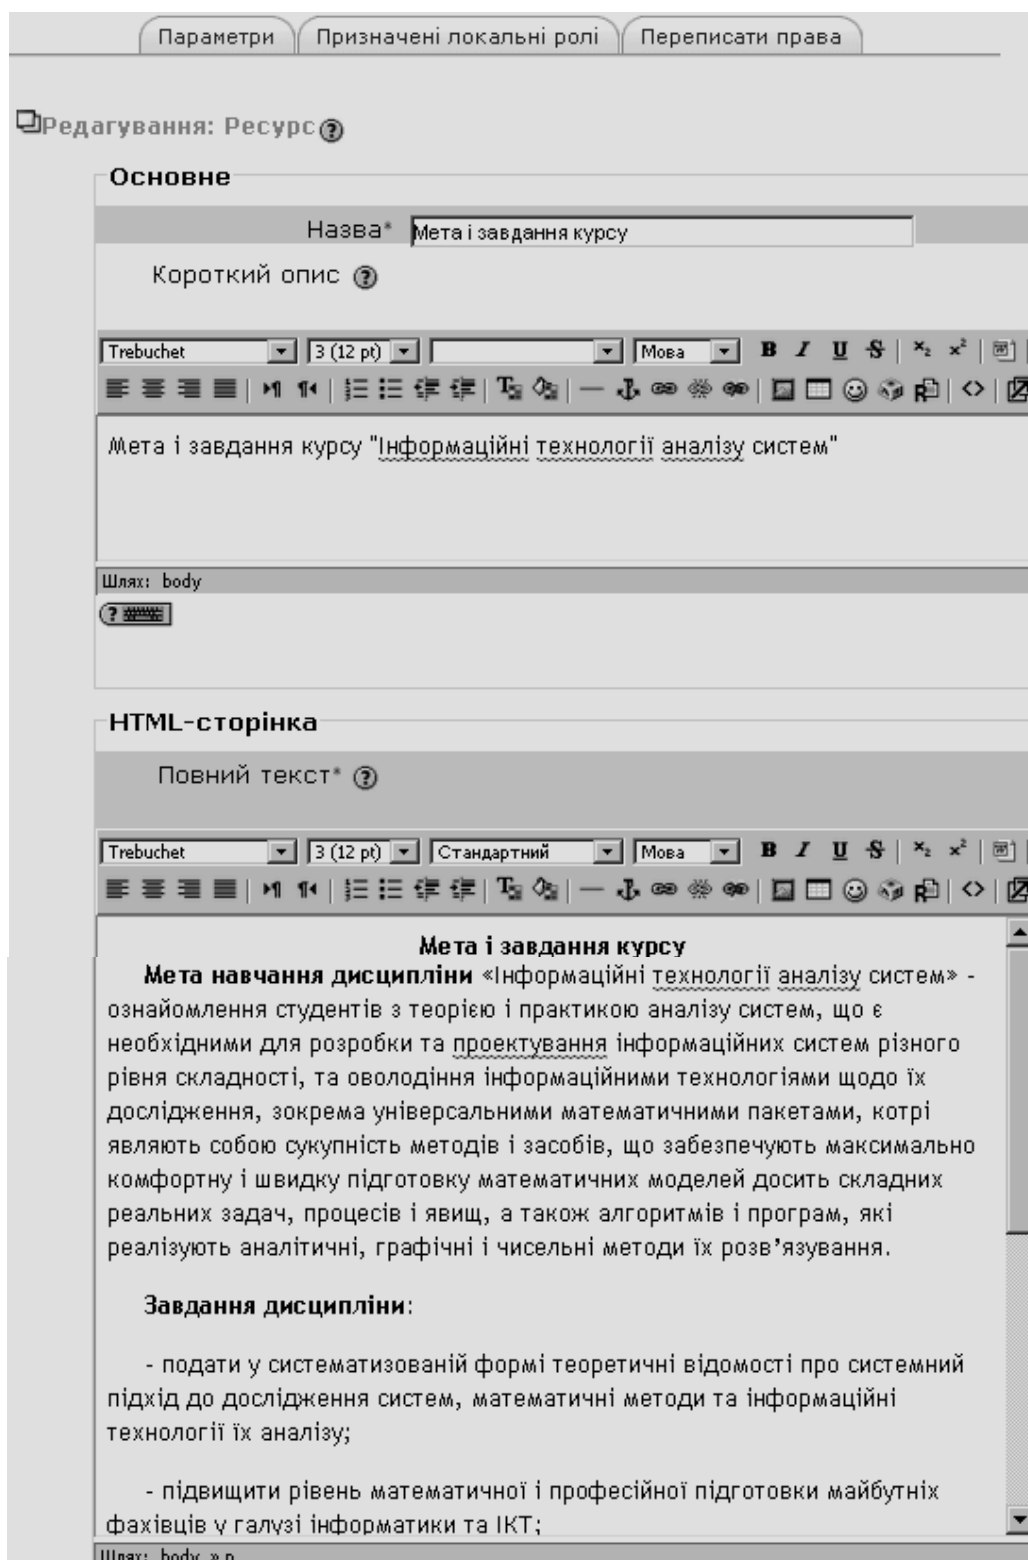 Параметри Призначені локальні ролі Переписати права
Редагування: Ресурс
Основне
Назва* Мета і завдання курсу
Короткий опис
Trebuchet 3 (12 pt) Мова B I U S x₂ x²
Мета і завдання курсу "Інформаційні технології аналізу систем"
Шлях: body
HTML-сторінка
Повний текст*
Trebuchet 3 (12 pt) Стандартний Мова B I U S x₂ x²
Мета і завдання курсу
Мета навчання дисципліни «Інформаційні технології аналізу систем» -
ознайомлення студентів з теорією і практикою аналізу систем, що є
необхідними для розробки та проектування інформаційних систем різного
рівня складності, та оволодіння інформаційними технологіями щодо їх
дослідження, зокрема універсальними математичними пакетами, котрі
являють собою сукупність методів і засобів, що забезпечують максимально
комфортну і швидку підготовку математичних моделей досить складних
реальних задач, процесів і явищ, а також алгоритмів і програм, які
реалізують аналітичні, графічні і чисельні методи їх розв’язування.
Завдання дисципліни:
- подати у систематизованій формі теоретичні відомості про системний
підхід до дослідження систем, математичні методи та інформаційні
технології їх аналізу;
- підвищити рівень математичної і професійної підготовки майбутніх
фахівців у галузі інформатики та ІКТ;
Шлях: body » p